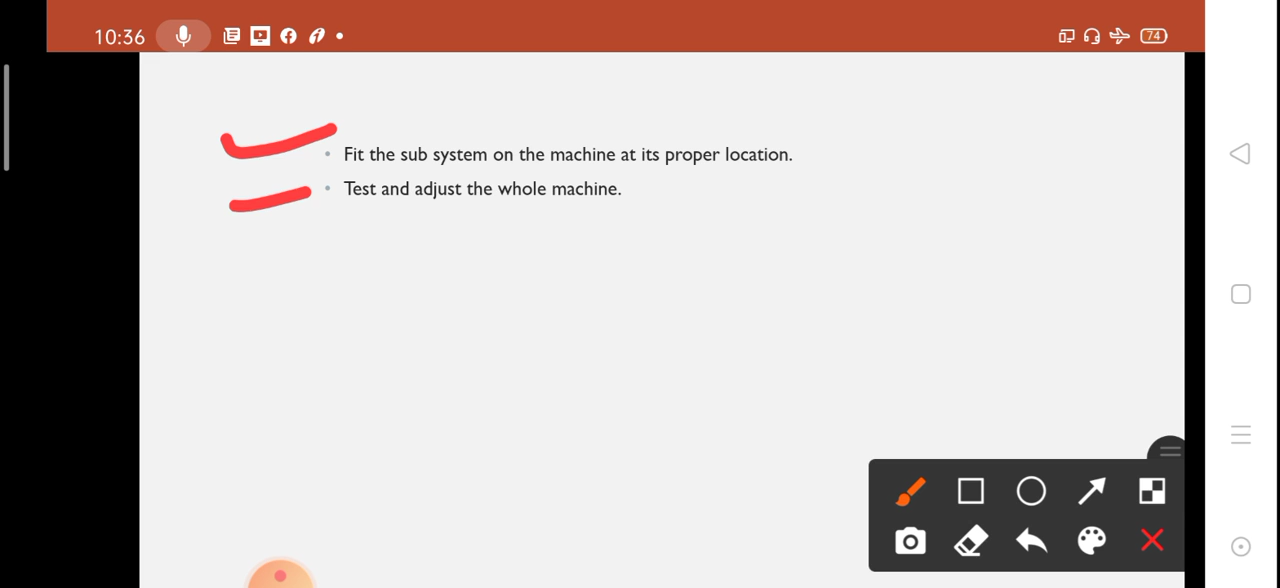 10:36
74
• Fit the sub system on the machine at its proper location.
• Test and adjust the whole machine.